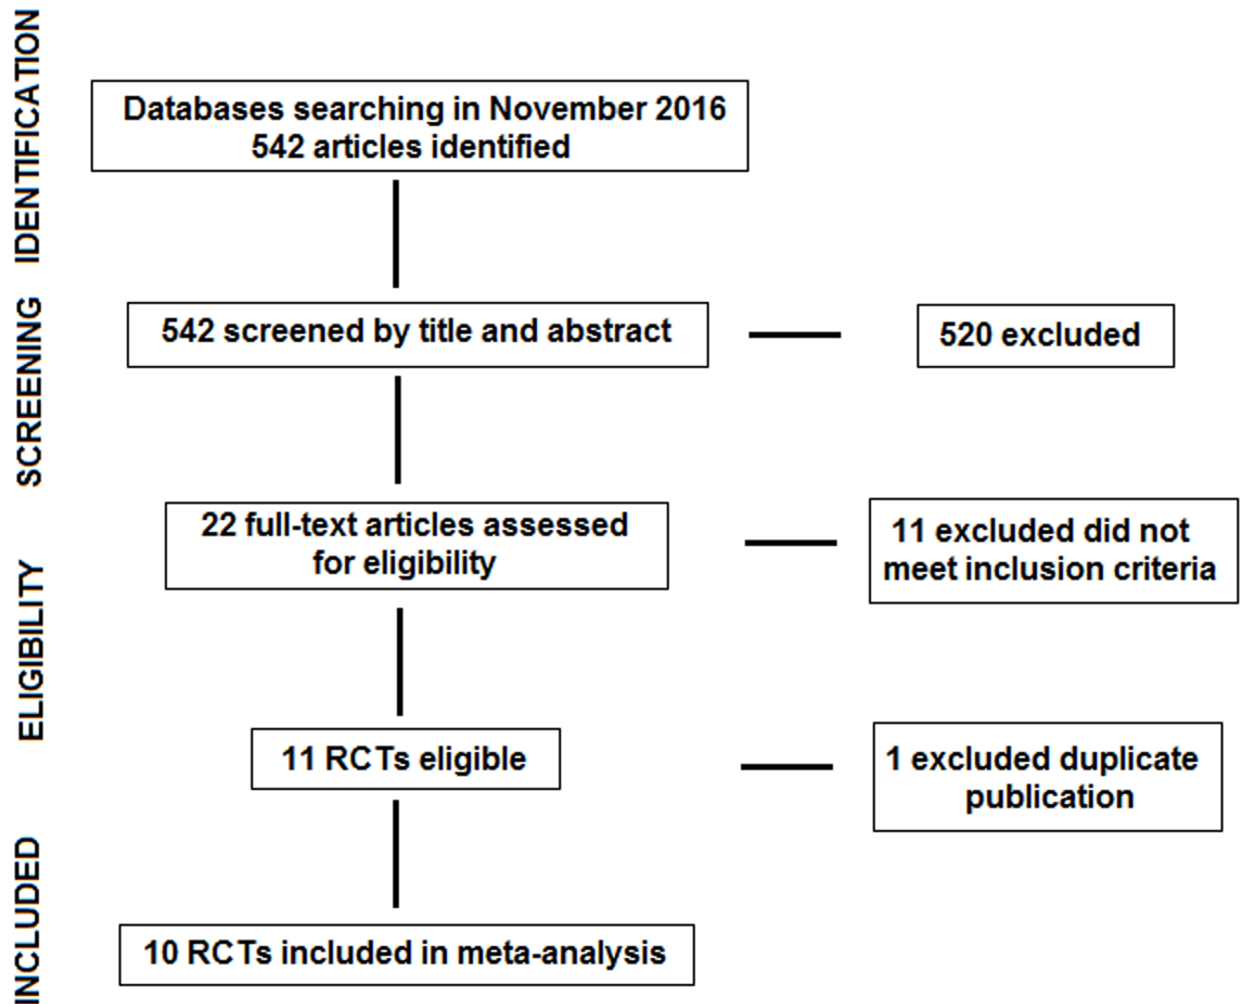 IDENTIFICATION
Databases searching in November 2016
542 articles identified
SCREENING
542 screened by title and abstract
520 excluded
ELIGIBILITY
22 full-text articles assessed
for eligibility
11 excluded did not
meet inclusion criteria
11 RCTs eligible
1 excluded duplicate
publication
INCLUDED
10 RCTs included in meta-analysis